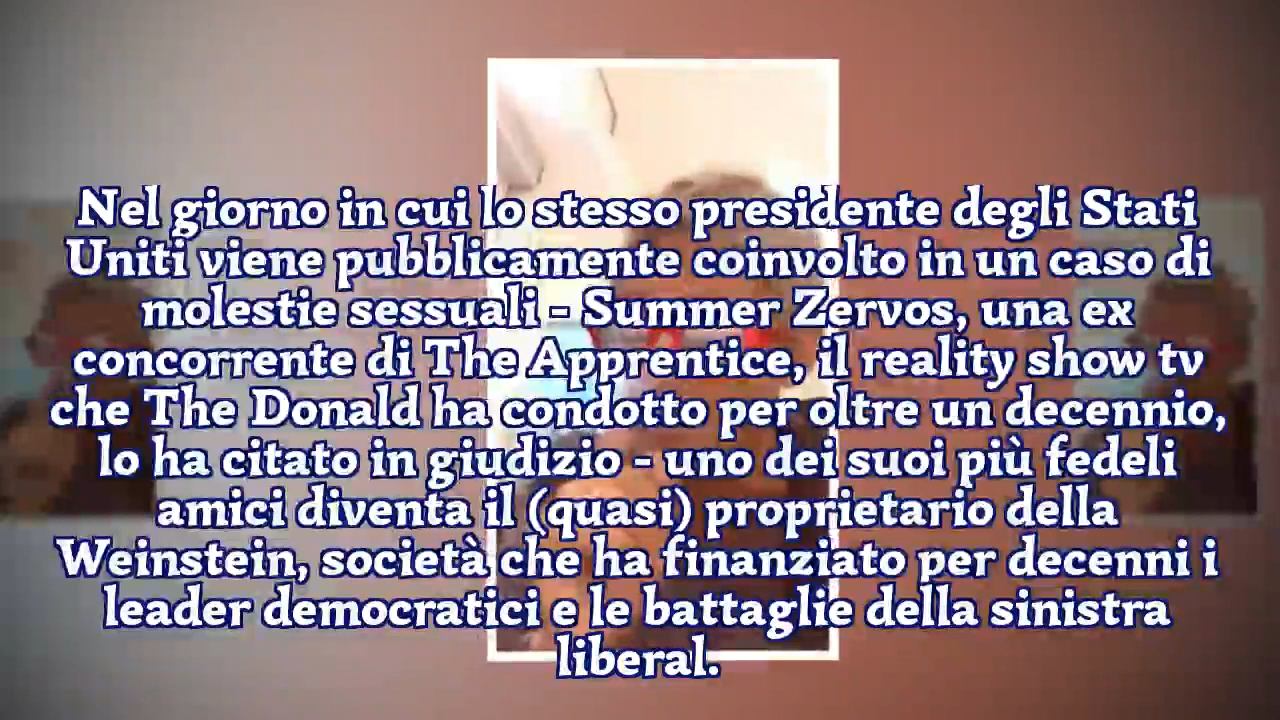 Nel giorno in cui lo stesso presidente degli Stati
Uniti viene pubblicamente coinvolto in un caso di
molestie sessuali - Summer Zervos, una ex
concorrente di The Apprentice, il reality show tv
che The Donald ha condotto per oltre un decennio,
lo ha citato in giudizio - uno dei suoi più fedeli
amici diventa il (quasi) proprietario della
Weinstein, società che ha finanziato per decenni i
leader democratici e le battaglie della sinistra
liberal.